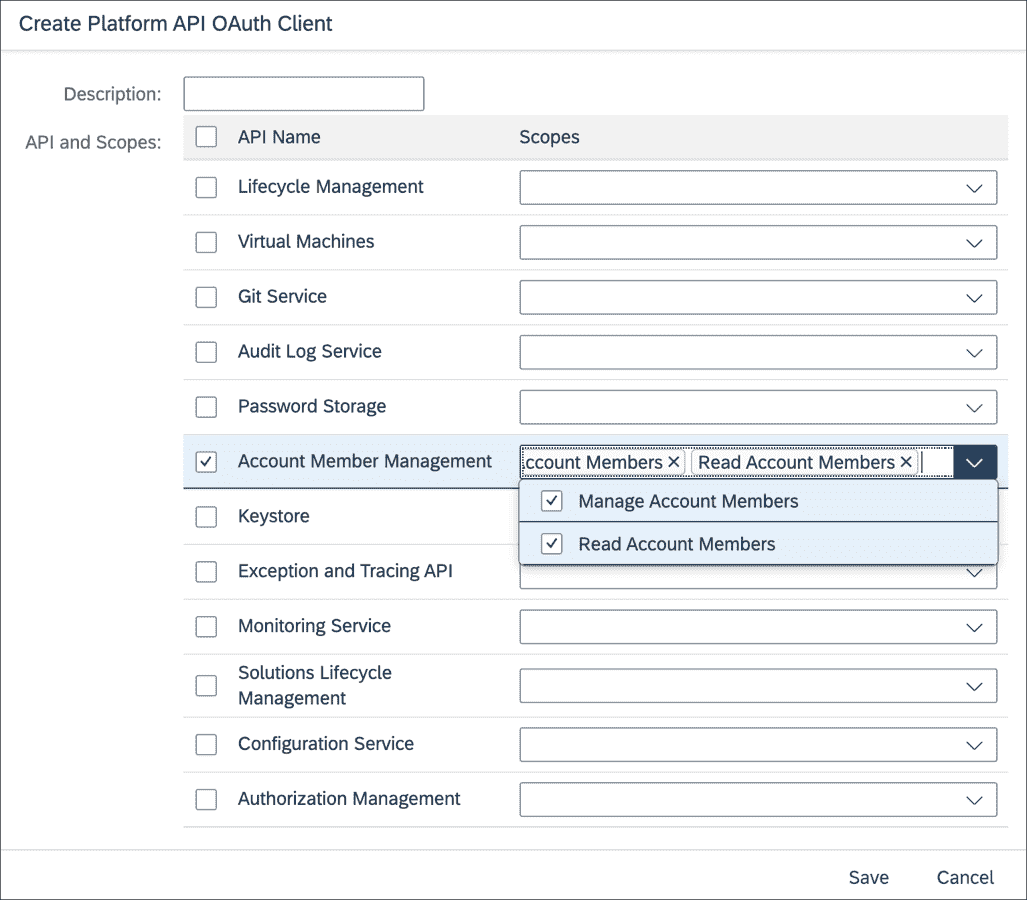 Create Platform API OAuth Client
Description:
API and Scopes:
API Name Scopes
Lifecycle Management
Virtual Machines
Git Service
Audit Log Service
Password Storage
Account Member Management ccount Members Read Account Members
Manage Account Members
Keystore
Read Account Members
Exception and Tracing API
Monitoring Service
Solutions Lifecycle
Management
Configuration Service
Authorization Management
Save Cancel